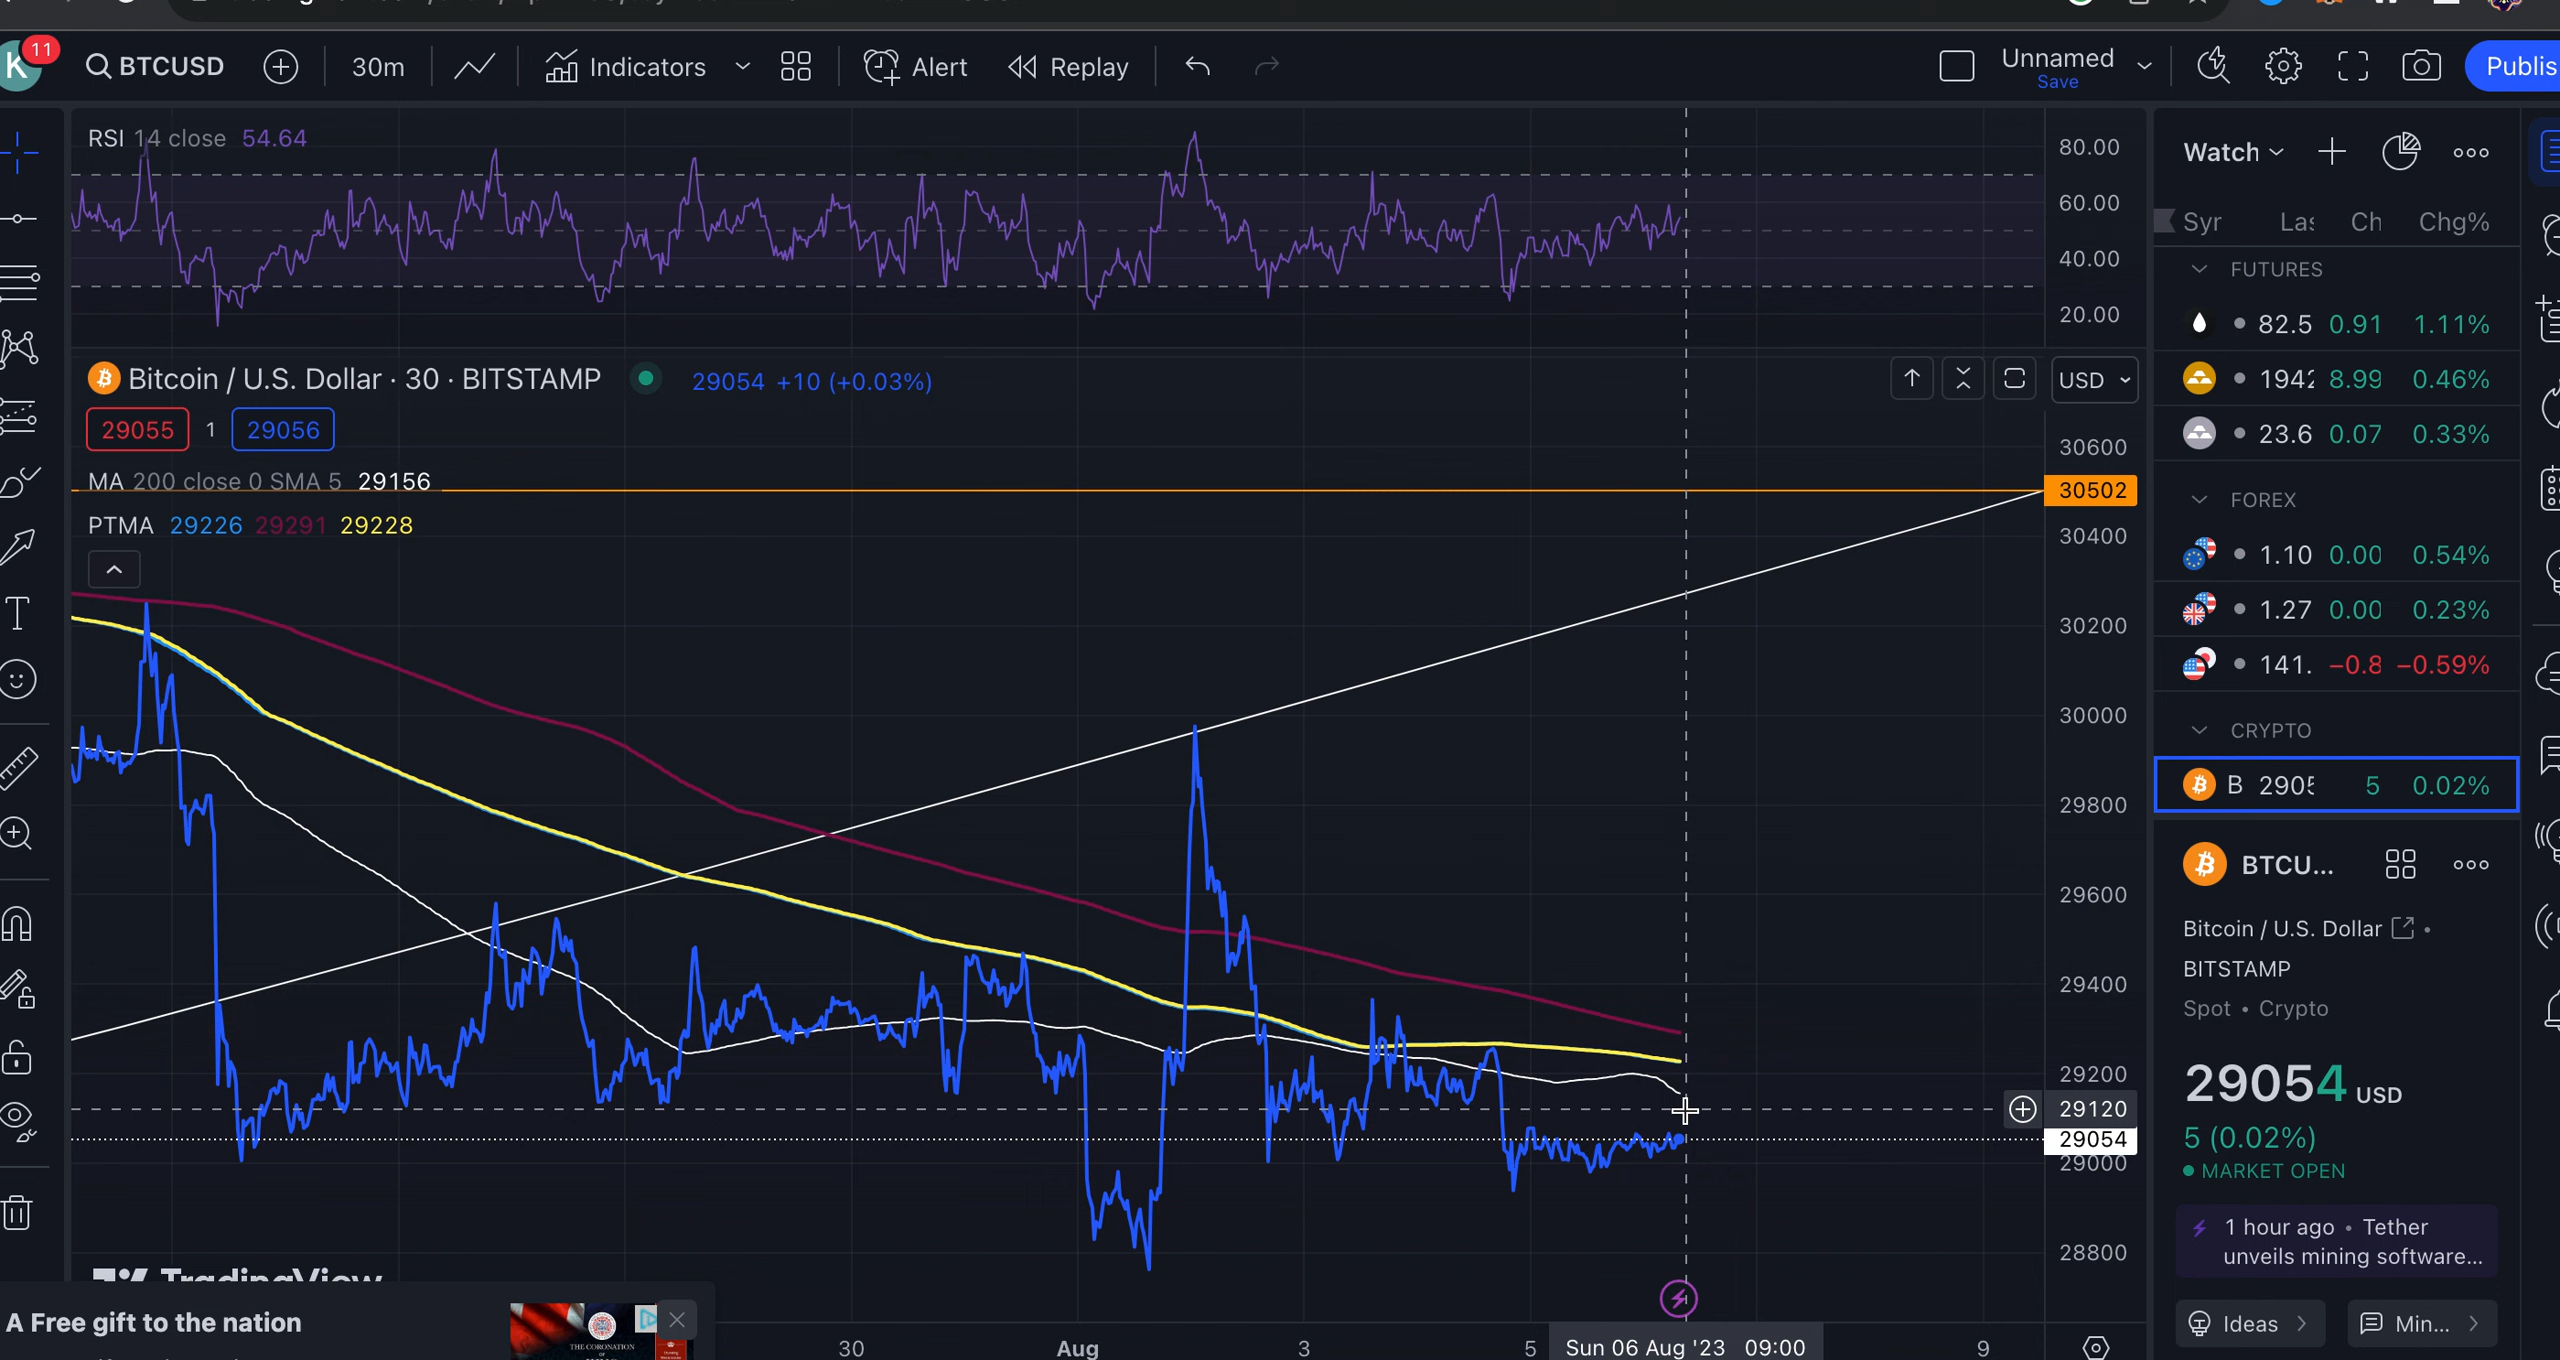 K 11 BTCUSD 30m Indicators Alert Replay Unnamed Save Publis
RSI 14 close 54.64
80.00
60.00
40.00
20.00
Bitcoin / U.S. Dollar · 30 · BITSTAMP 29054 +10 (+0.03%) USD
29055 1 29056
MA 200 close 0 SMA 5 29156
PTMA 29226 29291 29228
30600
30502
30400
30200
30000
29800
29600
29400
29200
29120
29054
29000
28800
TradingView
A Free gift to the nation
THE CORONATION
30 Aug 3 5 Sun 06 Aug '23 09:00 9
Watch
Syr Las Ch Chg%
FUTURES
82.5 0.91 1.11%
1942 8.99 0.46%
23.6 0.07 0.33%
FOREX
1.10 0.00 0.54%
1.27 0.00 0.23%
141. −0.8 −0.59%
CRYPTO
B 2905 5 0.02%
BTCU...
Bitcoin / U.S. Dollar •
BITSTAMP
Spot • Crypto
29054 USD
5 (0.02%)
MARKET OPEN
1 hour ago • Tether
unveils mining software...
Ideas Min...